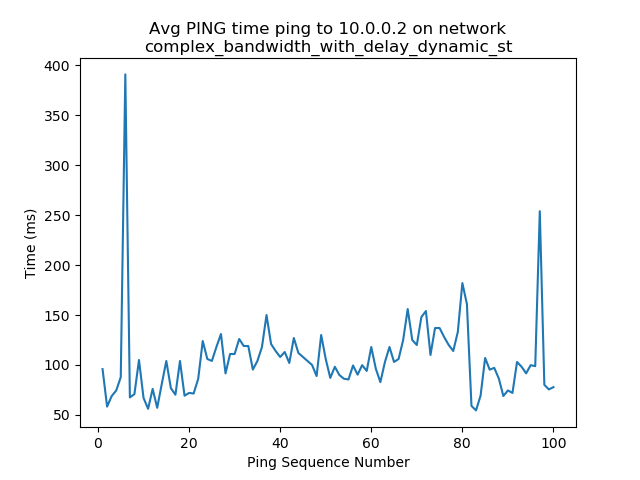 Avg PING time ping to 10.0.0.2 on network
complex_bandwidth_with_delay_dynamic_st
400
350
300
250
200
150
100
50
Time (ms)
0 20 40 60 80 100
Ping Sequence Number